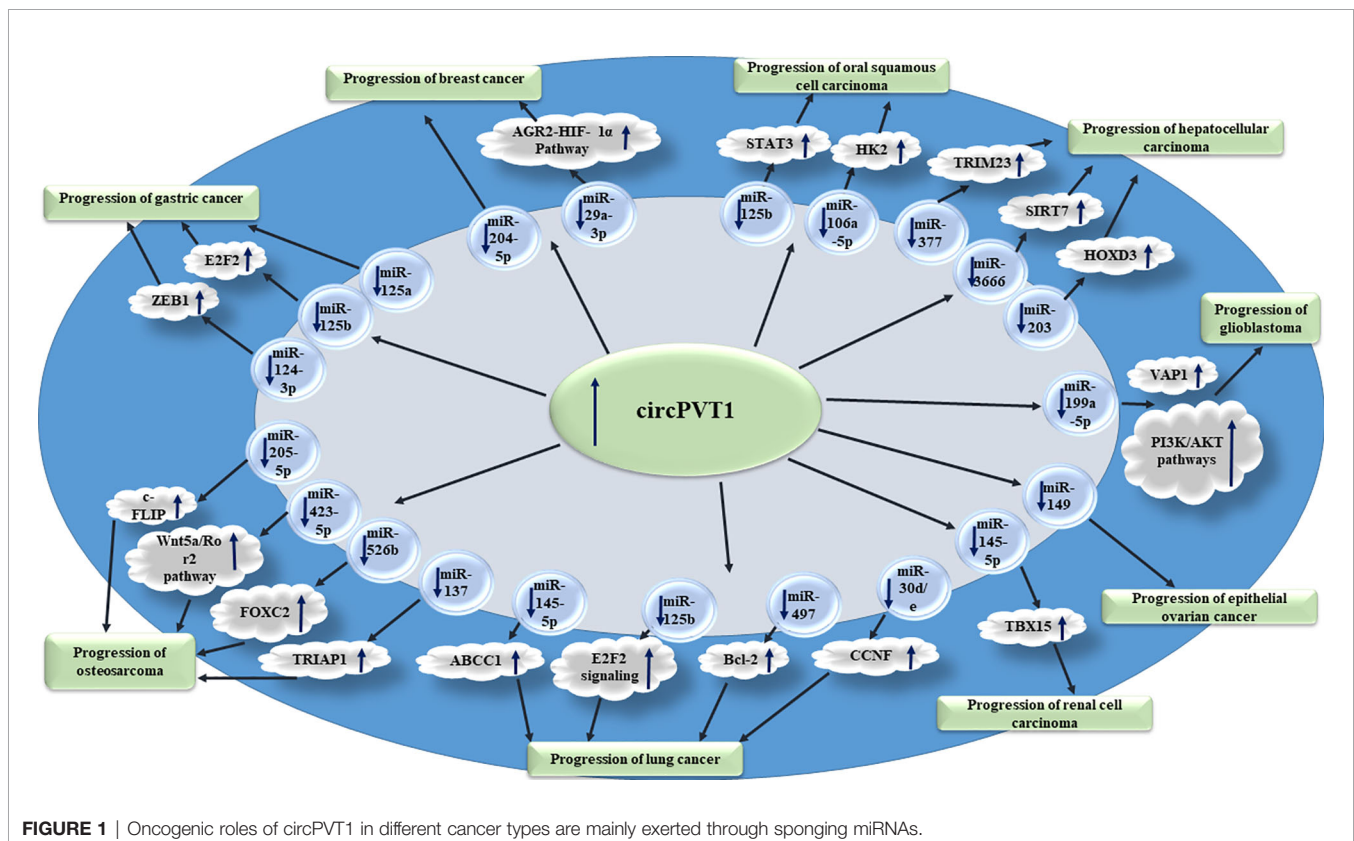 Progression of breast cancer
Progression of oral squamous
cell carcinoma
Progression of hepatocellular
carcinoma
Progression of gastric cancer
Progression of
glioblastoma
AGR2-HIF- 1α
Pathway
STAT3
HK2
TRIM23
SIRT7
HOXD3
E2F2
ZEB1
miR-
204-
5p
miR-
29a-
3p
miR-
125b
miR-
106a
-5p
miR-
377
miR-
3666
miR-
203
miR-
125a
miR-
125b
miR-
124-
3p
circPVT1
miR-
199a
-5p
VAP1
PI3K/AKT
pathways
miR-
205-
5p
miR-
423-
5p
miR-
526b
miR-
137
miR-
145-
5p
miR-
125b
miR-
497
miR-
30d/
e
miR-
145-
5p
miR-
149
c-
FLIP
Wnt5a/Ro
r2
pathway
FOXC2
TRIAP1
ABCC1
E2F2
signaling
Bcl-2
CCNF
TBX15
Progression of
osteosarcoma
Progression of lung cancer
Progression of renal cell
carcinoma
Progression of epithelial
ovarian cancer
FIGURE 1 | Oncogenic roles of circPVT1 in different cancer types are mainly exerted through sponging miRNAs.